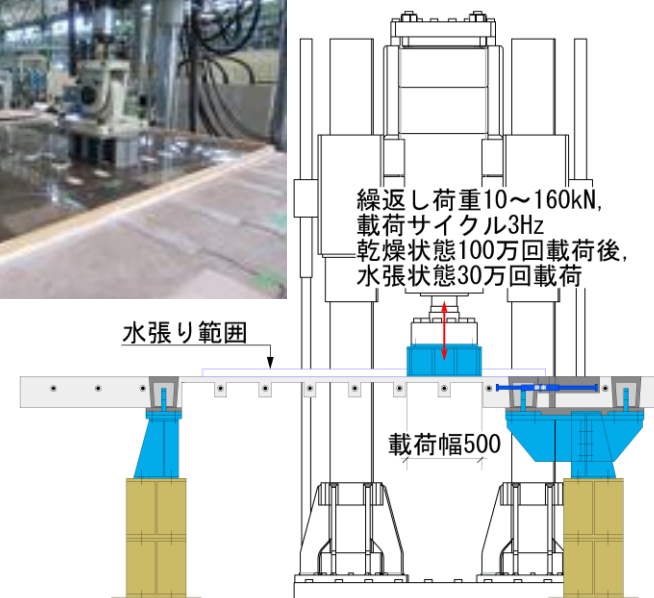 繰返し荷重10～160kN,
載荷サイクル3Hz
乾燥状態100万回載荷後,
水張状態30万回載荷
水張り範囲
載荷幅500